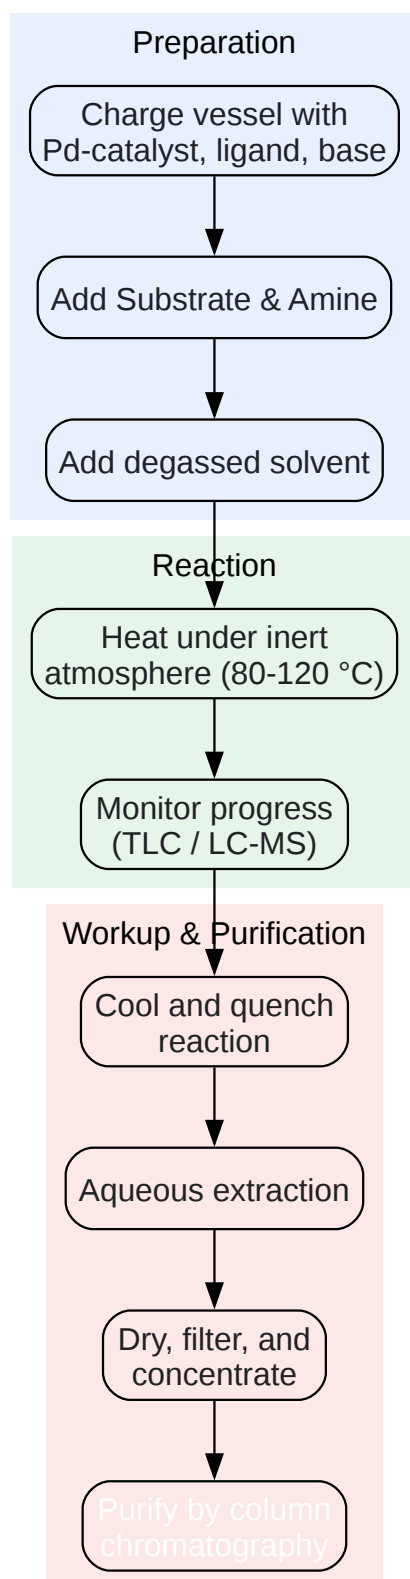 Preparation
Charge vessel with
Pd-catalyst, ligand, base
Add Substrate & Amine
Add degassed solvent
Reaction
Heat under inert
atmosphere (80-120 °C)
Monitor progress
(TLC / LC-MS)
Workup & Purification
Cool and quench
reaction
Aqueous extraction
Dry, filter, and
concentrate
Purify by column
chromatography